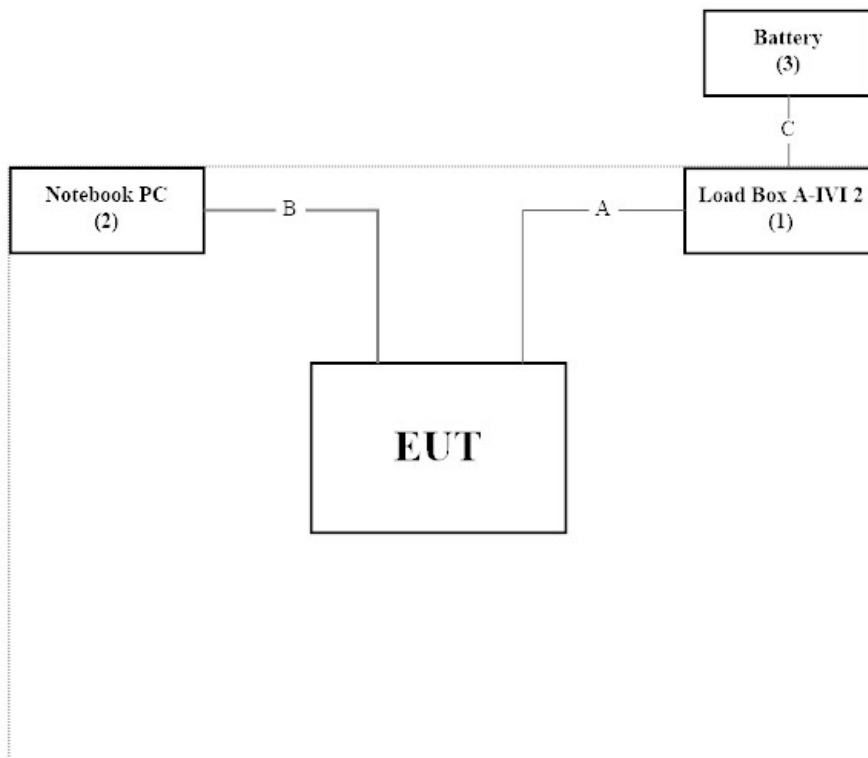 Battery
(3)
C
Notebook PC
(2)
B
A
Load Box A-IVI 2
(1)
EUT